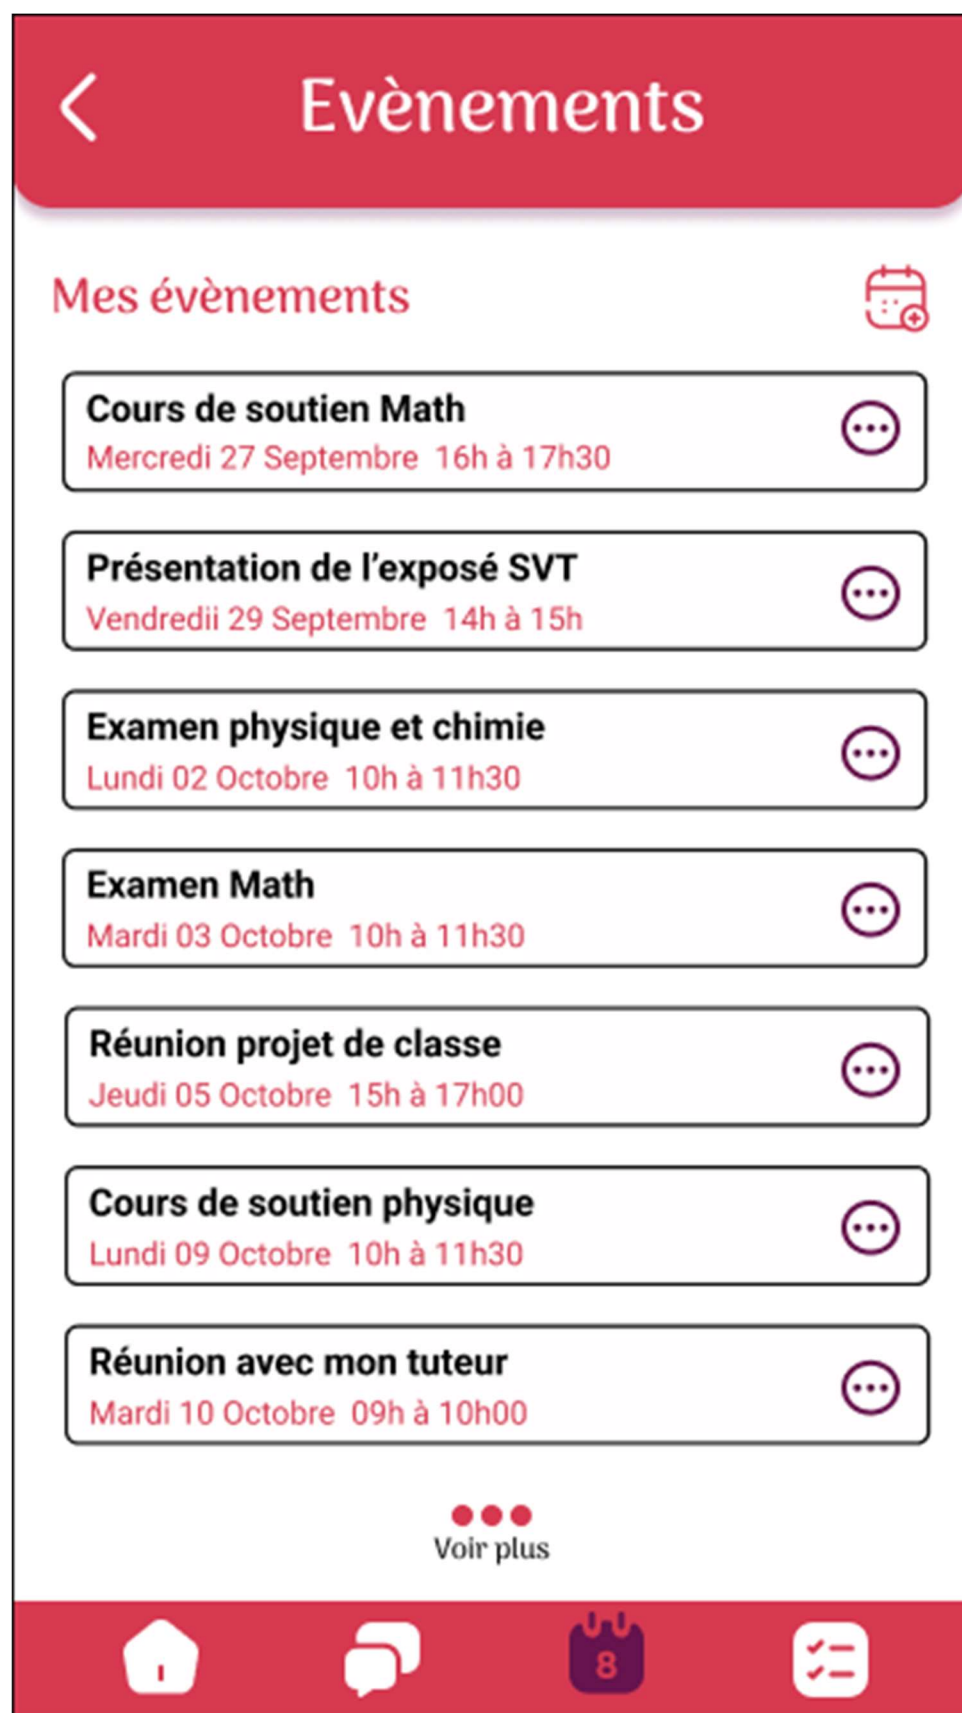 Evènements
Mes évènements
Cours de soutien Math
Mercredi 27 Septembre 16h à 17h30
Présentation de l'exposé SVT
Vendredii 29 Septembre 14h à 15h
Examen physique et chimie
Lundi 02 Octobre 10h à 11h30
Examen Math
Mardi 03 Octobre 10h à 11h30
Réunion projet de classe
Jeudi 05 Octobre 15h à 17h00
Cours de soutien physique
Lundi 09 Octobre 10h à 11h30
Réunion avec mon tuteur
Mardi 10 Octobre 09h à 10h00
Voir plus
8